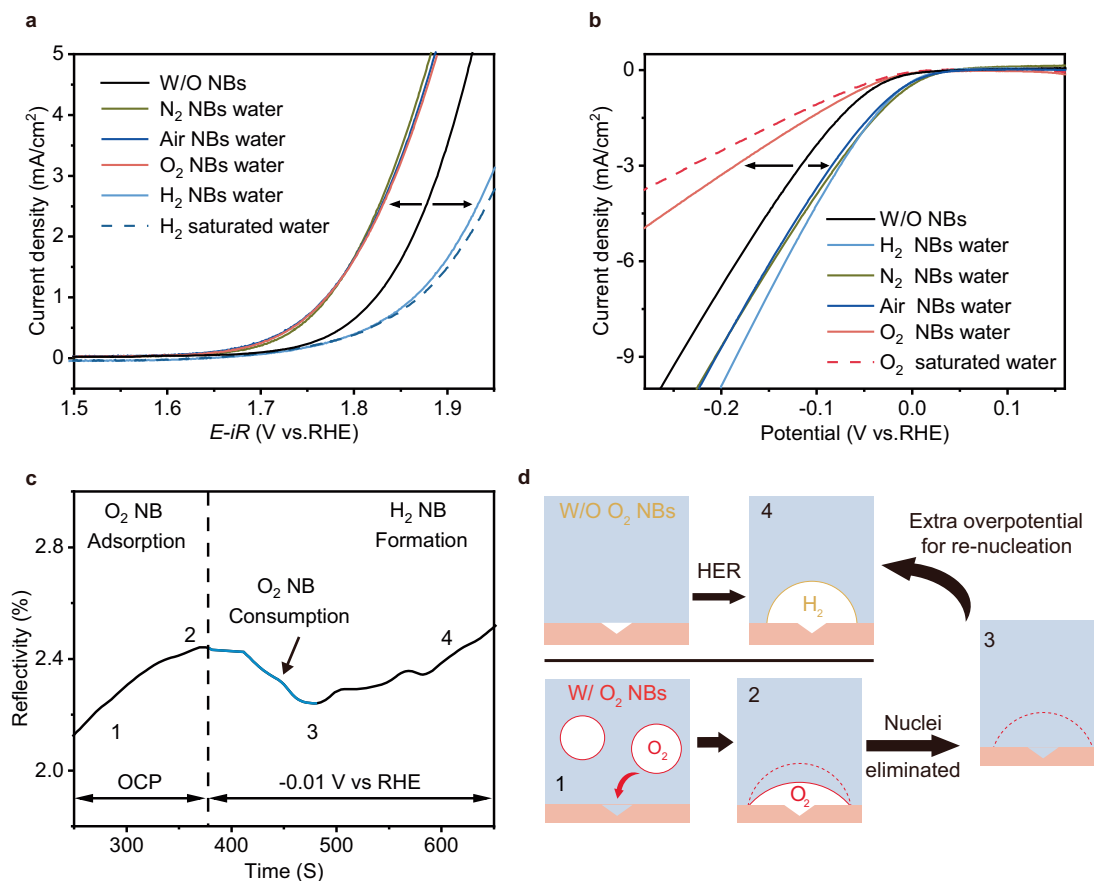 a
5
4
3
2
1
0
Current density (mA/cm²)
W/O NBs
N₂ NBs water
Air NBs water
O₂ NBs water
H₂ NBs water
H₂ saturated water
1.5
1.6
1.7
1.8
1.9
E-iR (V vs.RHE)
b
0
-3
-6
-9
Current density (mA/cm²)
W/O NBs
H₂ NBs water
N₂ NBs water
Air NBs water
O₂ NBs water
O₂ saturated water
-0.2
-0.1
0.0
0.1
Potential (V vs.RHE)
c
O₂ NB
Adsorption
H₂ NB
Formation
O₂ NB
Consumption
2.8
2.4
2.0
Reflectivity (%)
1
2
3
4
OCP
-0.01 V vs RHE
300
400
500
600
Time (S)
d
W/O O₂ NBs
HER
4
H₂
Extra overpotential
for re-nucleation
W/ O₂ NBs
O₂
1
2
O₂
Nuclei
eliminated
3